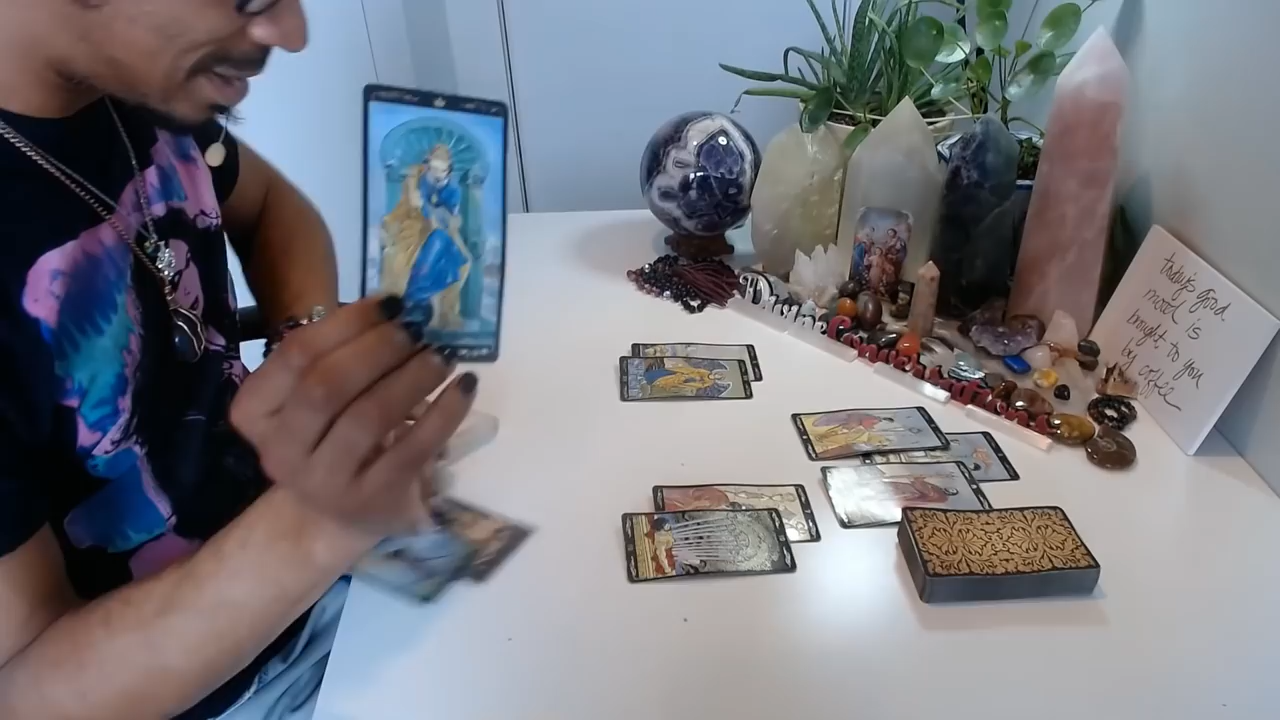 Divine
today's good
mood is
brought to you
by coffee